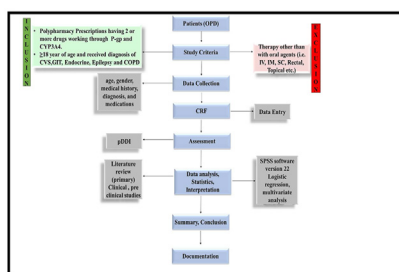 Patients (OPD)
INCLUSION
• Polypharmacy Prescriptions having 2 or more drugs working through P-gp and CYP3A4.
• ≥18 year of age and received diagnosis of CVS,GIT, Endocrine, Epilepsy and COPD
Study Criteria
Therapy other than
with oral agents (i.e.
IV, IM, SC, Rectal,
Topical etc.)
EXCLUSION
Data Collection
age, gender,
medical history,
diagnosis, and
medications
CRF
Data Entry
Assessment
pDDI
Data analysis,
Statistics,
Interpretation
Literature
review
(primary)
Clinical , pre
clinical studies
SPSS software
version 22
Logistic
regression,
multivariate
analysis
Summary, Conclusion
Documentation